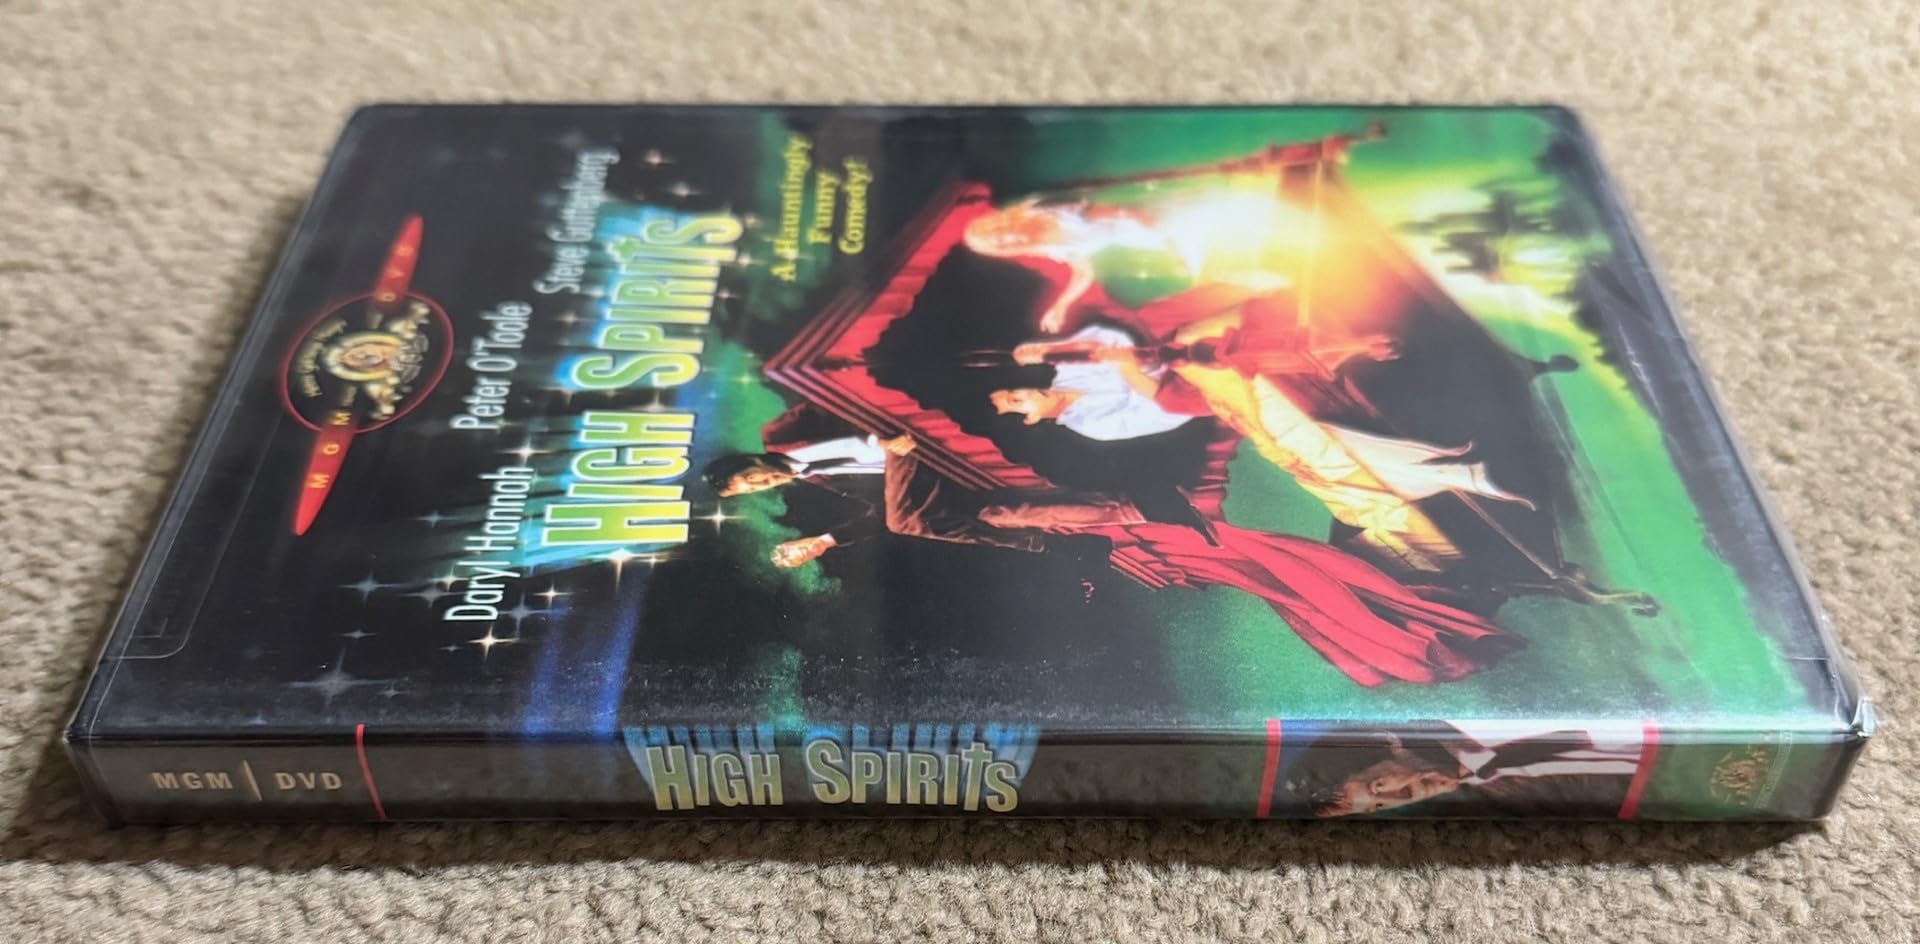 MGM DVD
Daryl Hannah Peter O'Toole Steve Guttenberg
HIGH SPIRITS
A Hauntingly
Funny
Comedy!
MGM DVD
HIGH SPIRITS